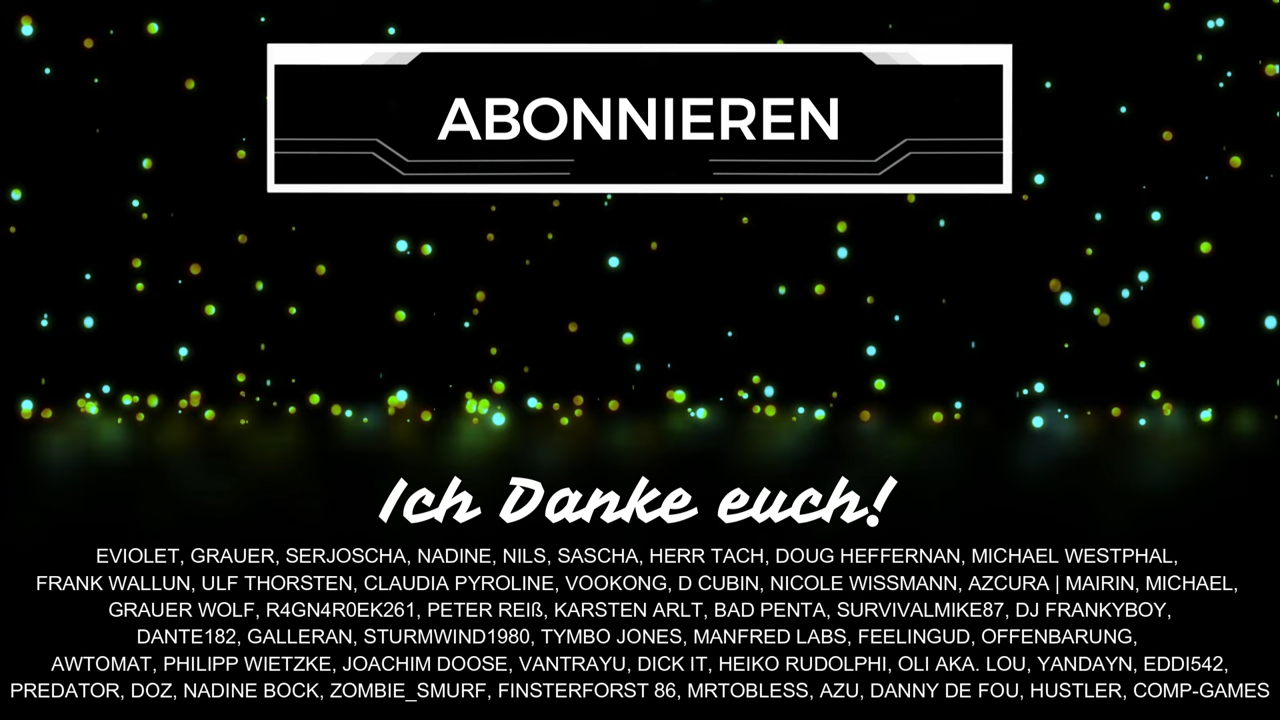 ABONNIEREN
Ich Danke euch!
EVIOLET, GRAUER, SERJOSCHA, NADINE, NILS, SASCHA, HERR TACH, DOUG HEFFERNAN, MICHAEL WESTPHAL,
FRANK WALLUN, ULF THORSTEN, CLAUDIA PYROLINE, VOOKONG, D CUBIN, NICOLE WISSMANN, AZCURA | MAIRIN, MICHAEL,
GRAUER WOLF, R4GN4R0EK261, PETER REIß, KARSTEN ARLT, BAD PENTA, SURVIVALMIKE87, DJ FRANKYBOY,
DANTE182, GALLERAN, STURMWIND1980, TYMBO JONES, MANFRED LABS, FEELINGUD, OFFENBARUNG,
AWTOMAT, PHILIPP WIETZKE, JOACHIM DOOSE, VANTRAYU, DICK IT, HEIKO RUDOLPHI, OLI AKA. LOU, YANDAYN, EDDI542,
PREDATOR, DOZ, NADINE BOCK, ZOMBIE_SMURF, FINSTERFORST 86, MRTOBLESS, AZU, DANNY DE FOU, HUSTLER, COMP-GAMES